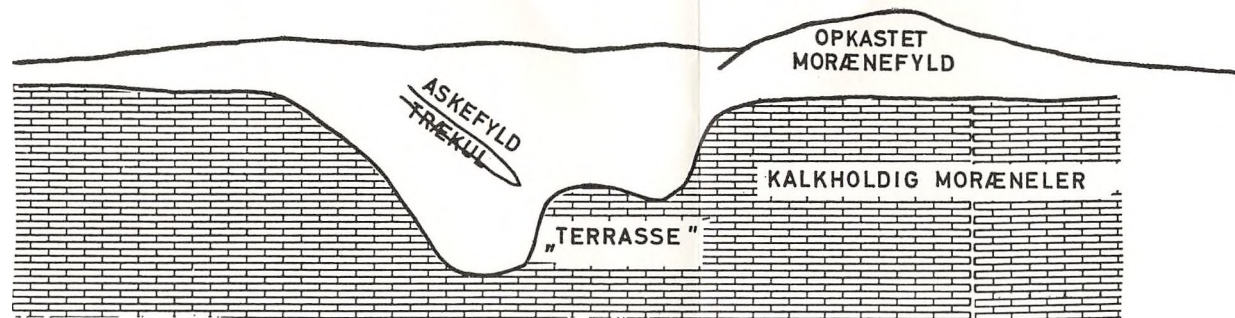 OPKASTET
MORÆNEFYLD
ASKEFYLD
TRÆKUL
KALKHOLDIG MORÆNELER
„TERRASSE"